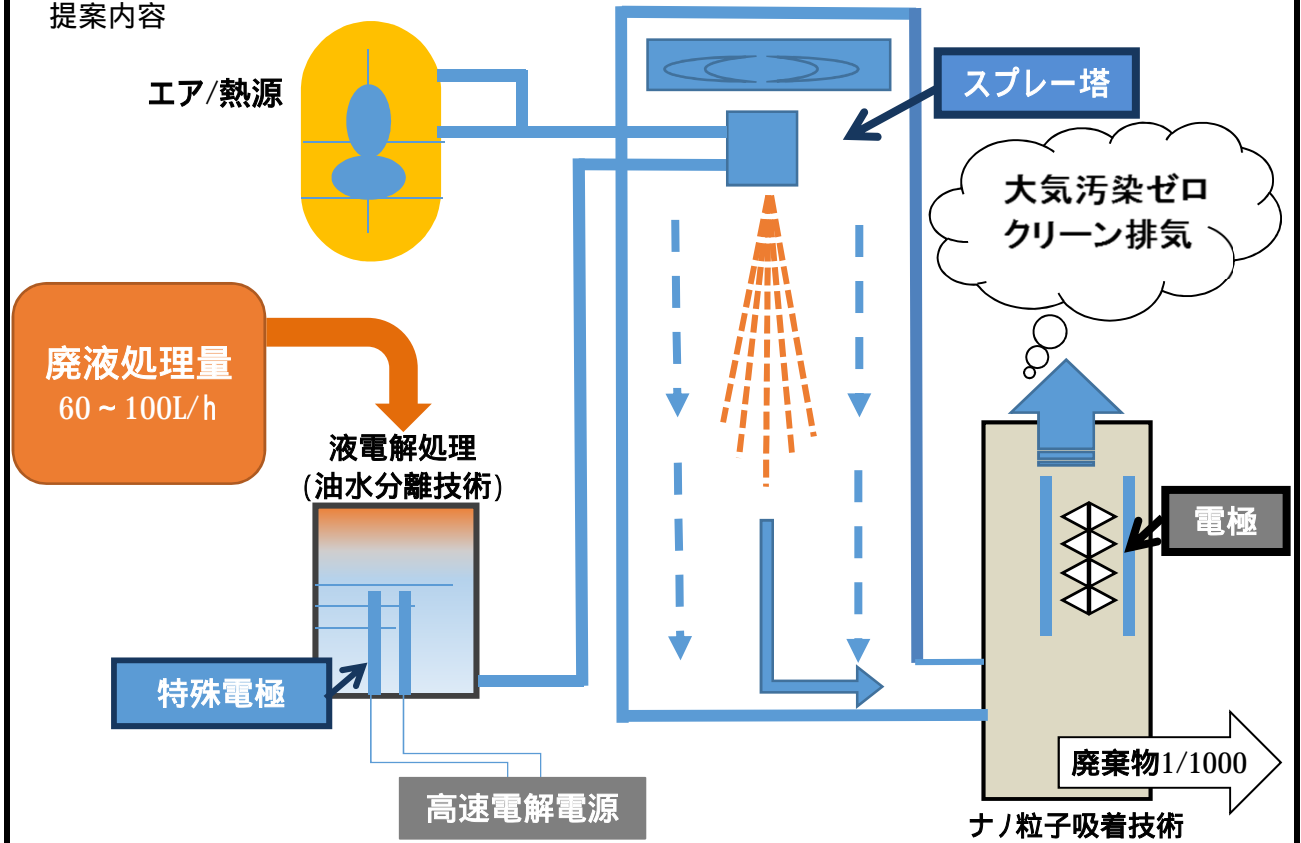 提案内容
エア/熱源
スプレー塔
大気汚染ゼロ
クリーン排気
廃液処理量
60~100L/h
液電解処理
(油水分離技術)
電極
特殊電極
高速電解電源
廃棄物1/1000
ナノ粒子吸着技術